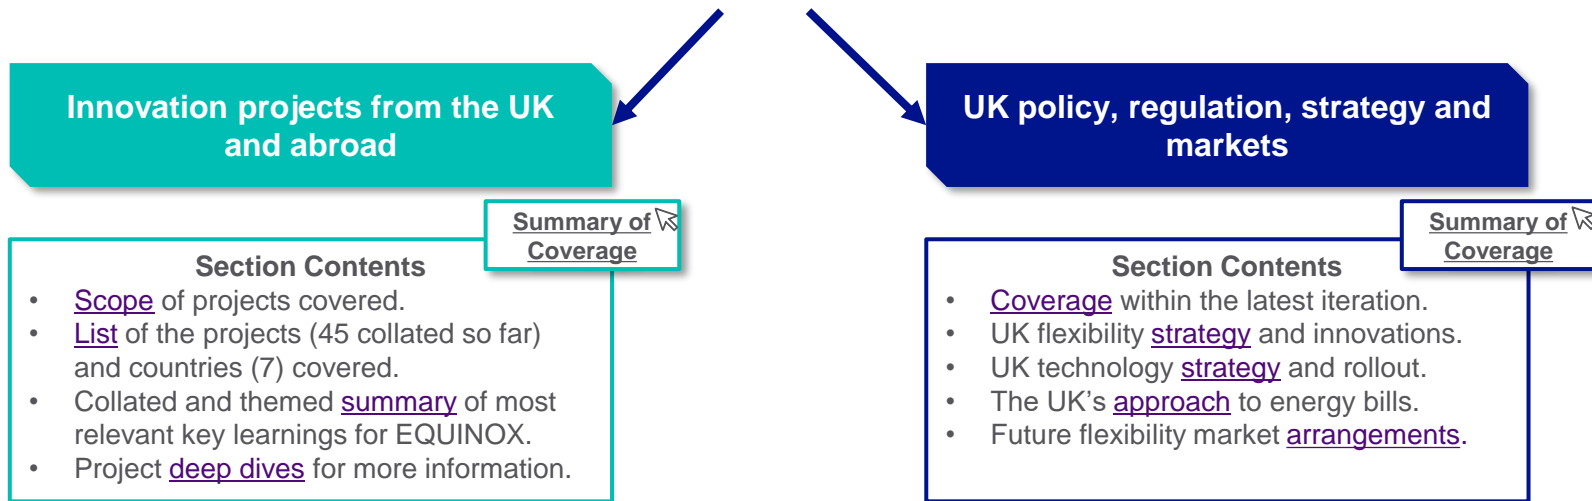 Innovation projects from the UK
and abroad
Summary of
Coverage
Section Contents
• Scope of projects covered.
• List of the projects (45 collated so far)
and countries (7) covered.
• Collated and themed summary of most
relevant key learnings for EQUINOX.
• Project deep dives for more information.
UK policy, regulation, strategy and
markets
Summary of
Coverage
Section Contents
• Coverage within the latest iteration.
• UK flexibility strategy and innovations.
• UK technology strategy and rollout.
• The UK’s approach to energy bills.
• Future flexibility market arrangements.